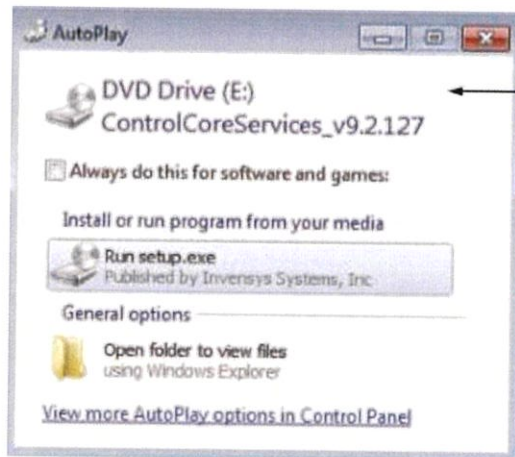 AutoPlay
DVD Drive (E:)
ControlCoreServices_v9.2.127
Always do this for software and games:
Install or run program from your media
Run setup.exe
Published by Invensys Systems, Inc
General options
Open folder to view files
using Windows Explorer
View more AutoPlay options in Control Panel